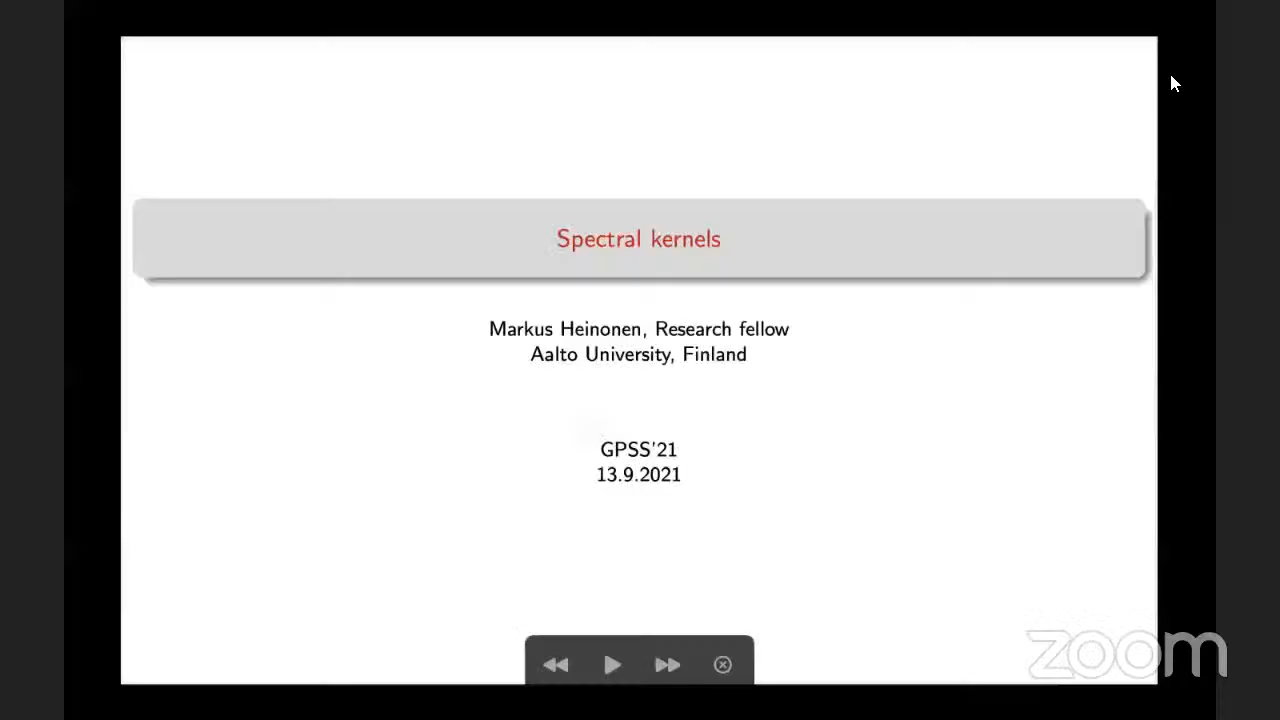 Spectral kernels
Markus Heinonen, Research fellow
Aalto University, Finland
GPSS'21
13.9.2021
zoom